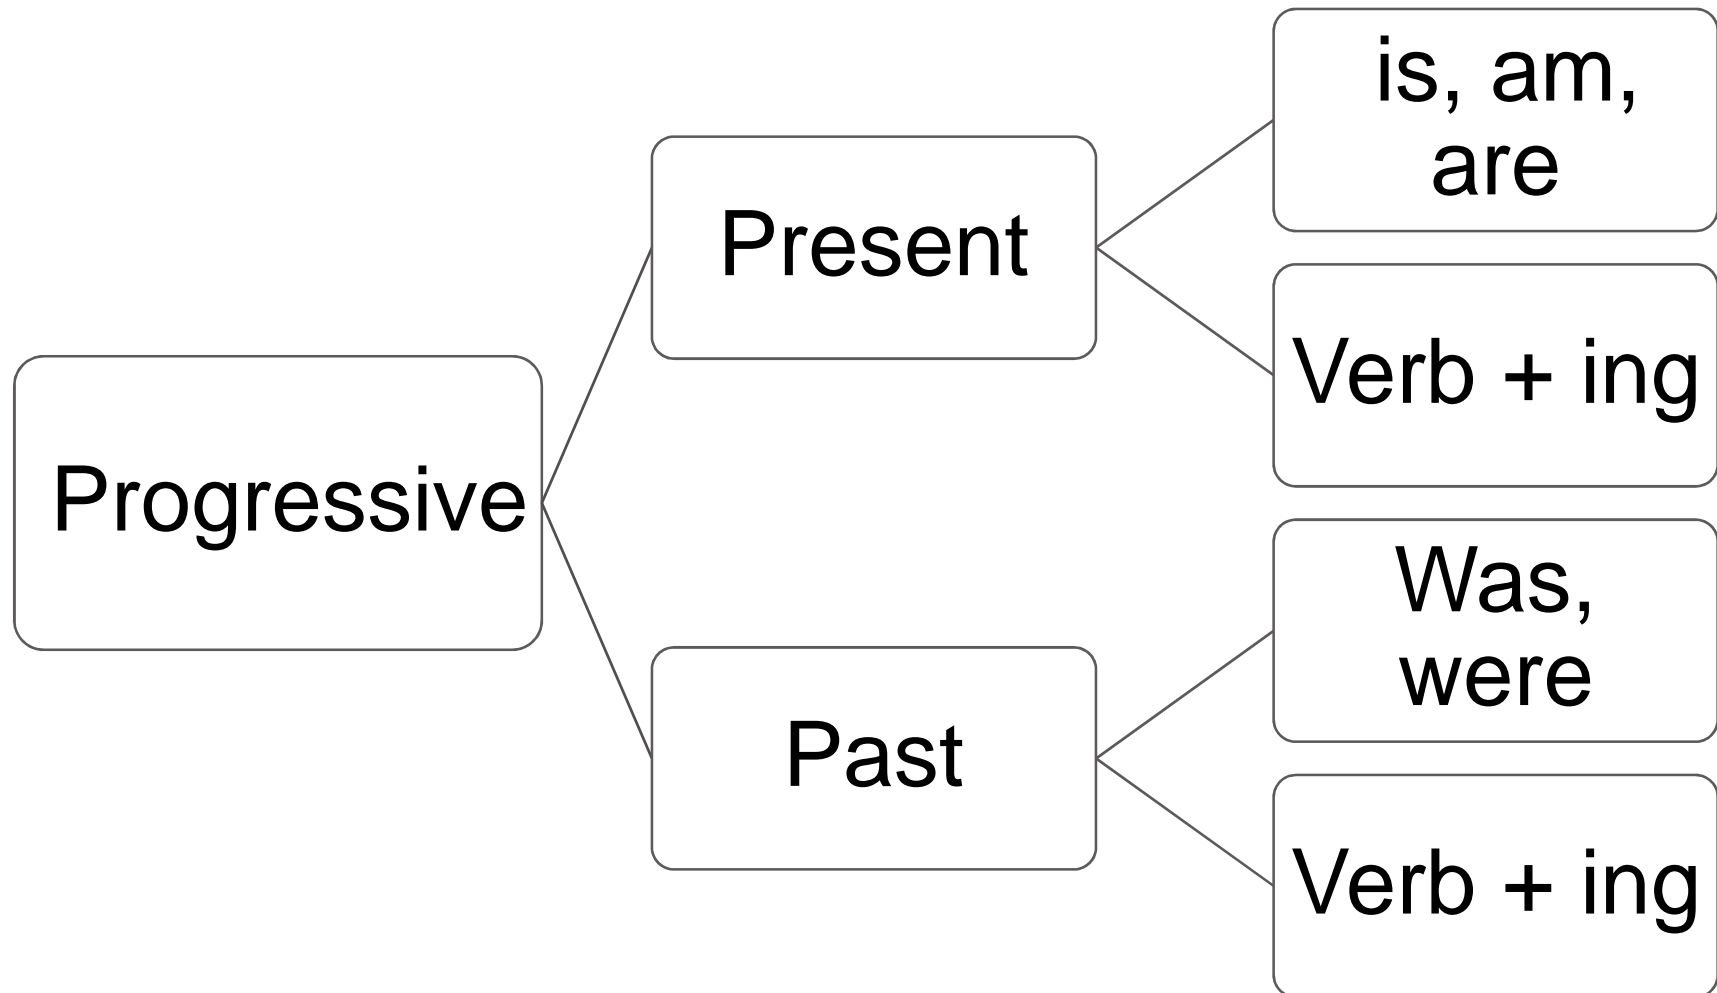 Progressive
Present
is, am,
are
Verb + ing
Past
Was,
were
Verb + ing